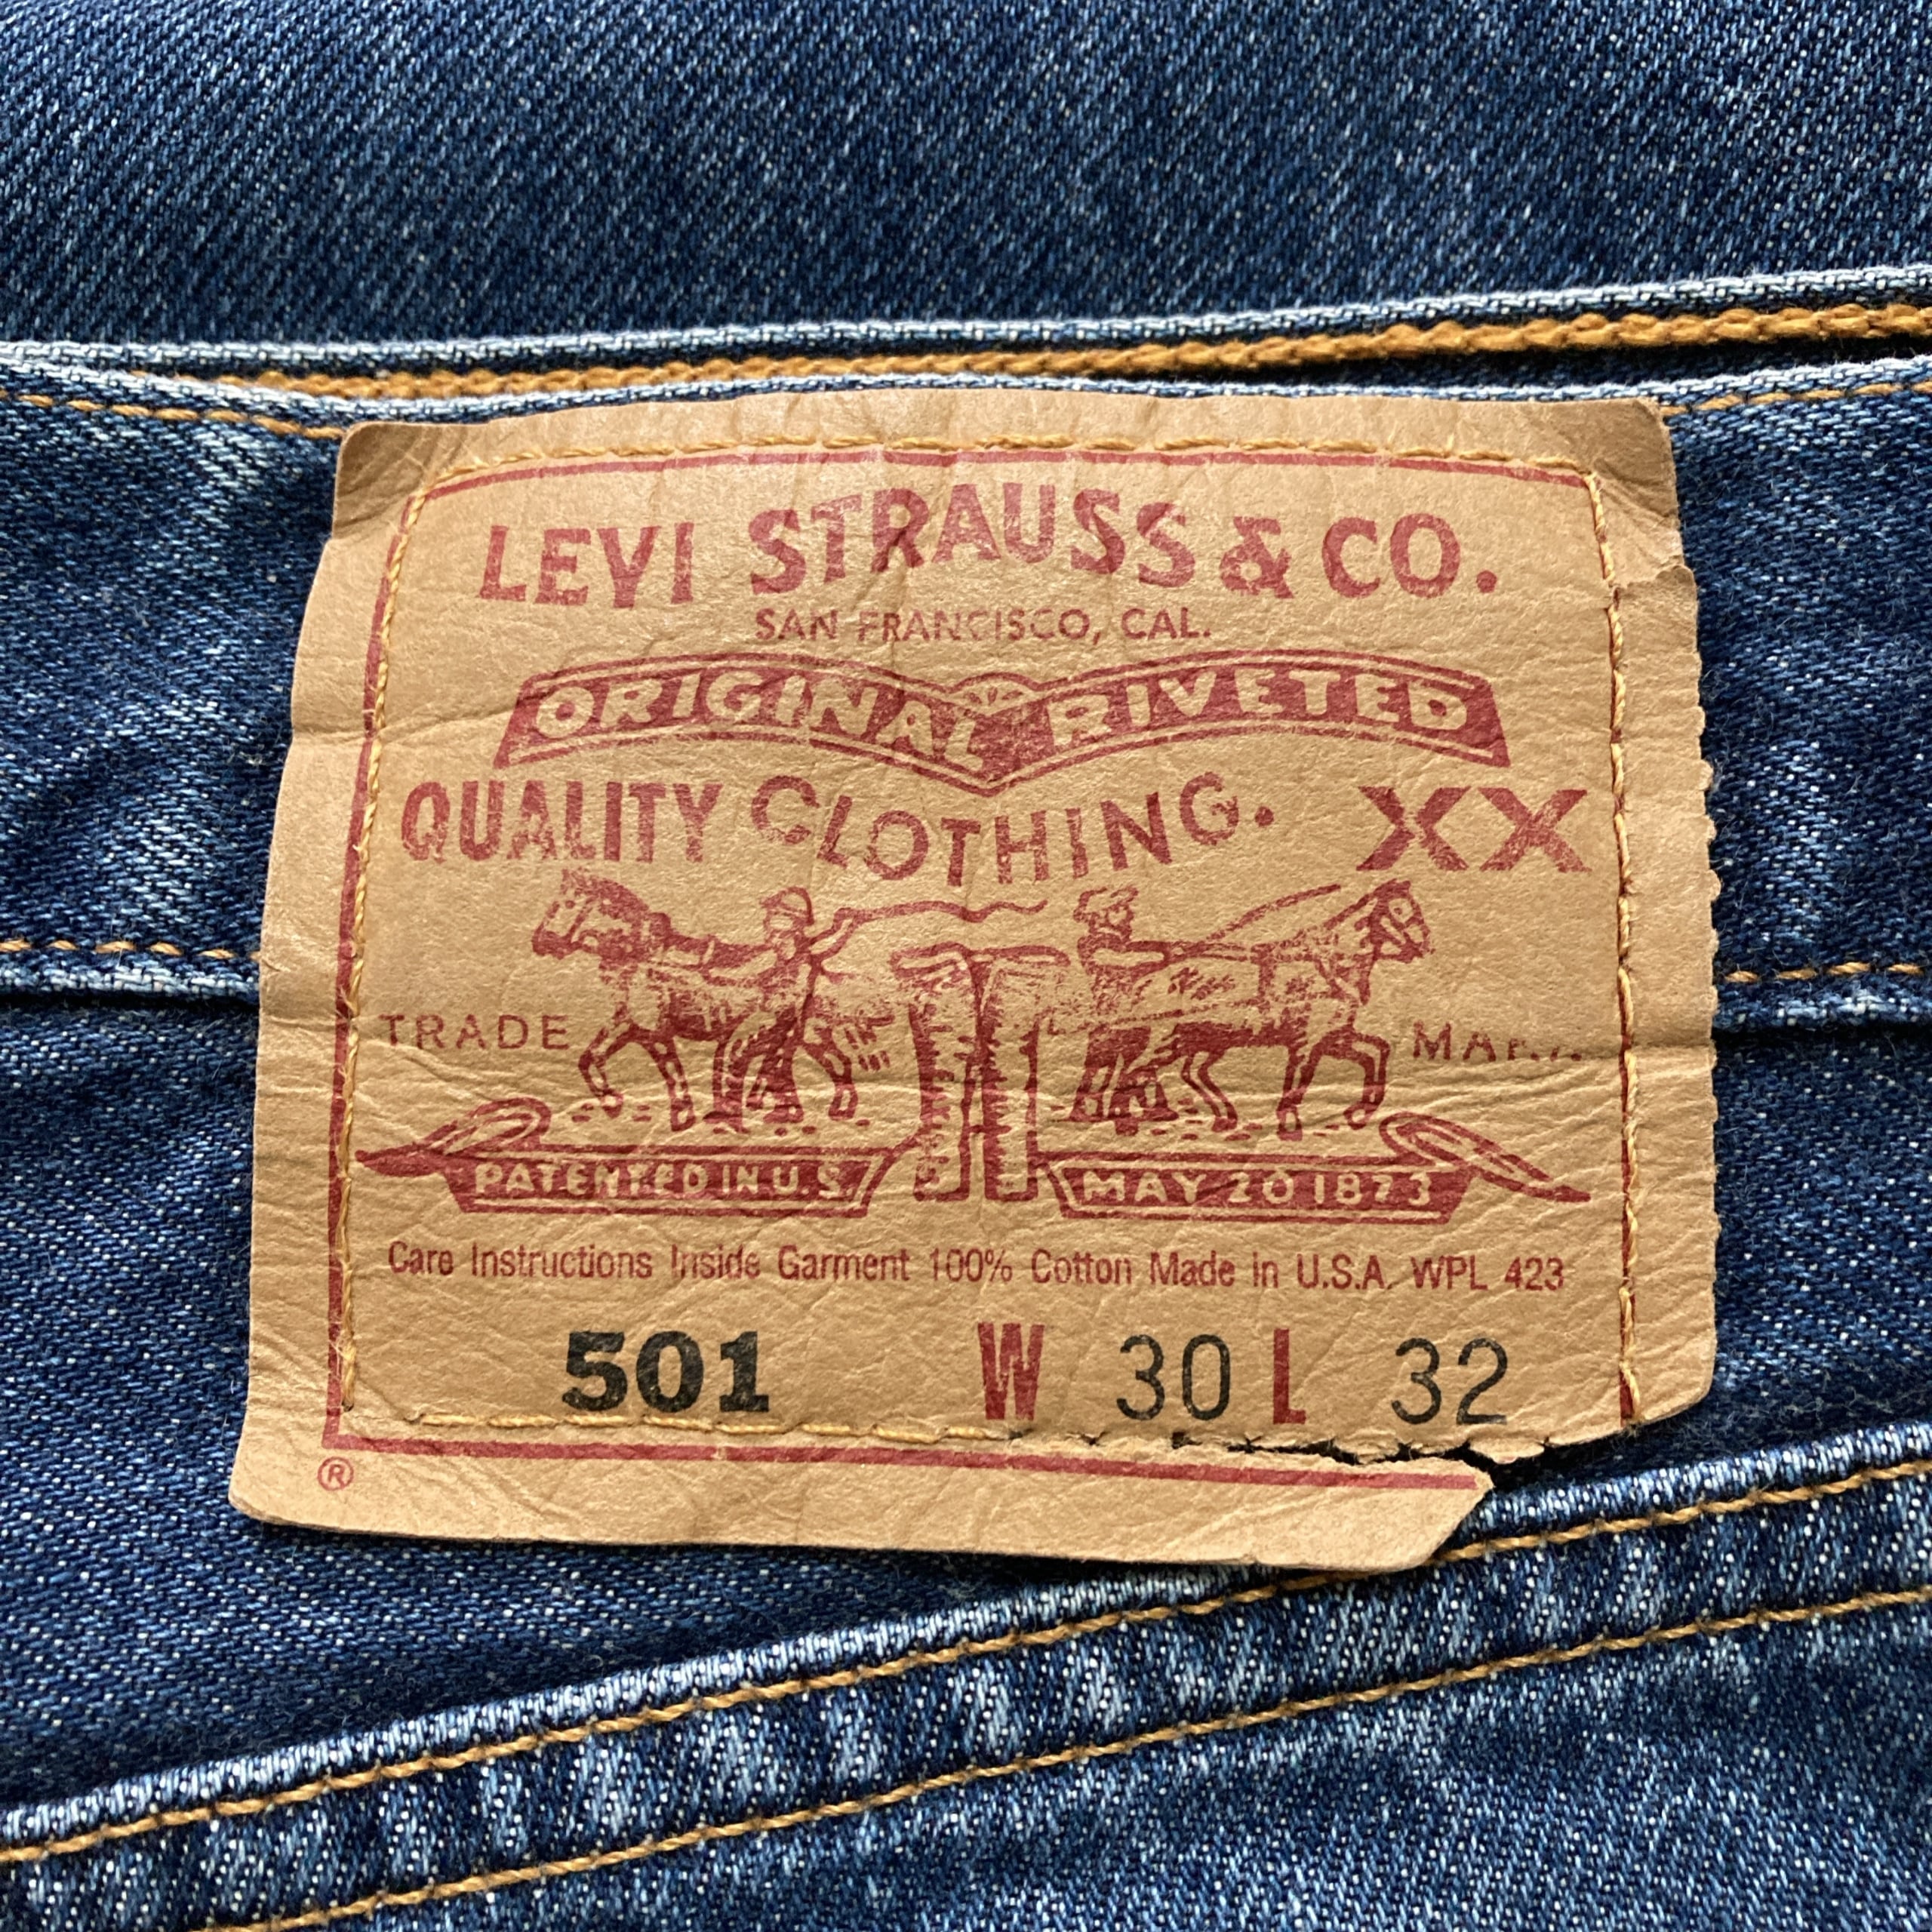 LEVI STRAUSS & CO.
SAN FRANCISCO, CAL.
ORIGINAL RIVETED
QUALITY CLOTHING. XX
TRADE MARK
PATENTED IN U.S. MAY 20 1873
Care Instructions Inside Garment 100% Cotton Made in U.S.A. WPL 423
501 W 30 L 32
®